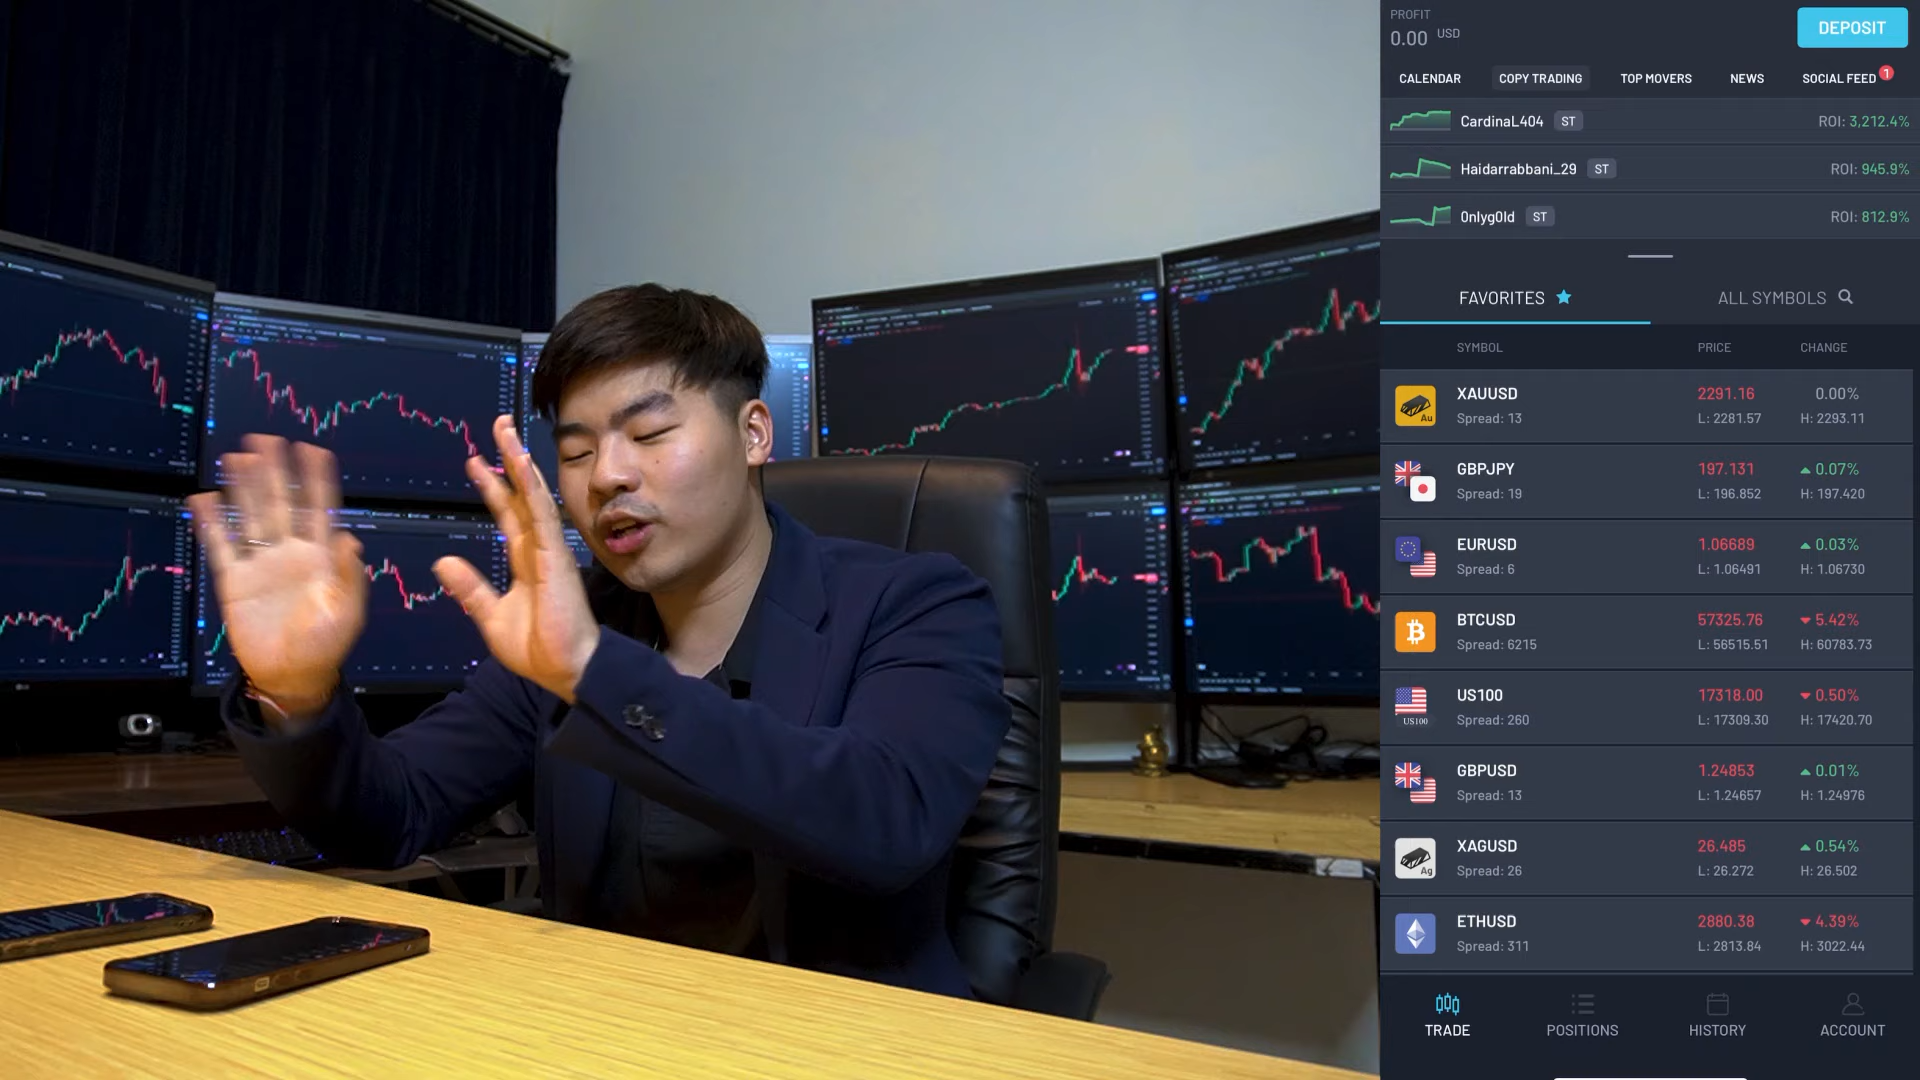 PROFIT
0.00 USD
DEPOSIT
CALENDAR COPY TRADING TOP MOVERS NEWS SOCIAL FEED 1
CardinaL404 ST ROI: 3,212.4%
Haidarrabbani_29 ST ROI: 945.9%
0nlyg0ld ST ROI: 812.9%
FAVORITES ALL SYMBOLS
SYMBOL PRICE CHANGE
Au XAUUSD 2291.16 0.00%
Spread: 13 L: 2281.57 H: 2293.11
GBPJPY 197.131 0.07%
Spread: 19 L: 196.852 H: 197.420
EURUSD 1.06689 0.03%
Spread: 6 L: 1.06491 H: 1.06730
BTCUSD 57325.76 5.42%
Spread: 6215 L: 56515.51 H: 60783.73
US100 17318.00 0.50%
US100 Spread: 260 L: 17309.30 H: 17420.70
GBPUSD 1.24853 0.01%
Spread: 13 L: 1.24657 H: 1.24976
XAGUSD 26.485 0.54%
Ag Spread: 26 L: 26.272 H: 26.502
ETHUSD 2880.38 4.39%
Spread: 311 L: 2813.84 H: 3022.44
TRADE POSITIONS HISTORY ACCOUNT